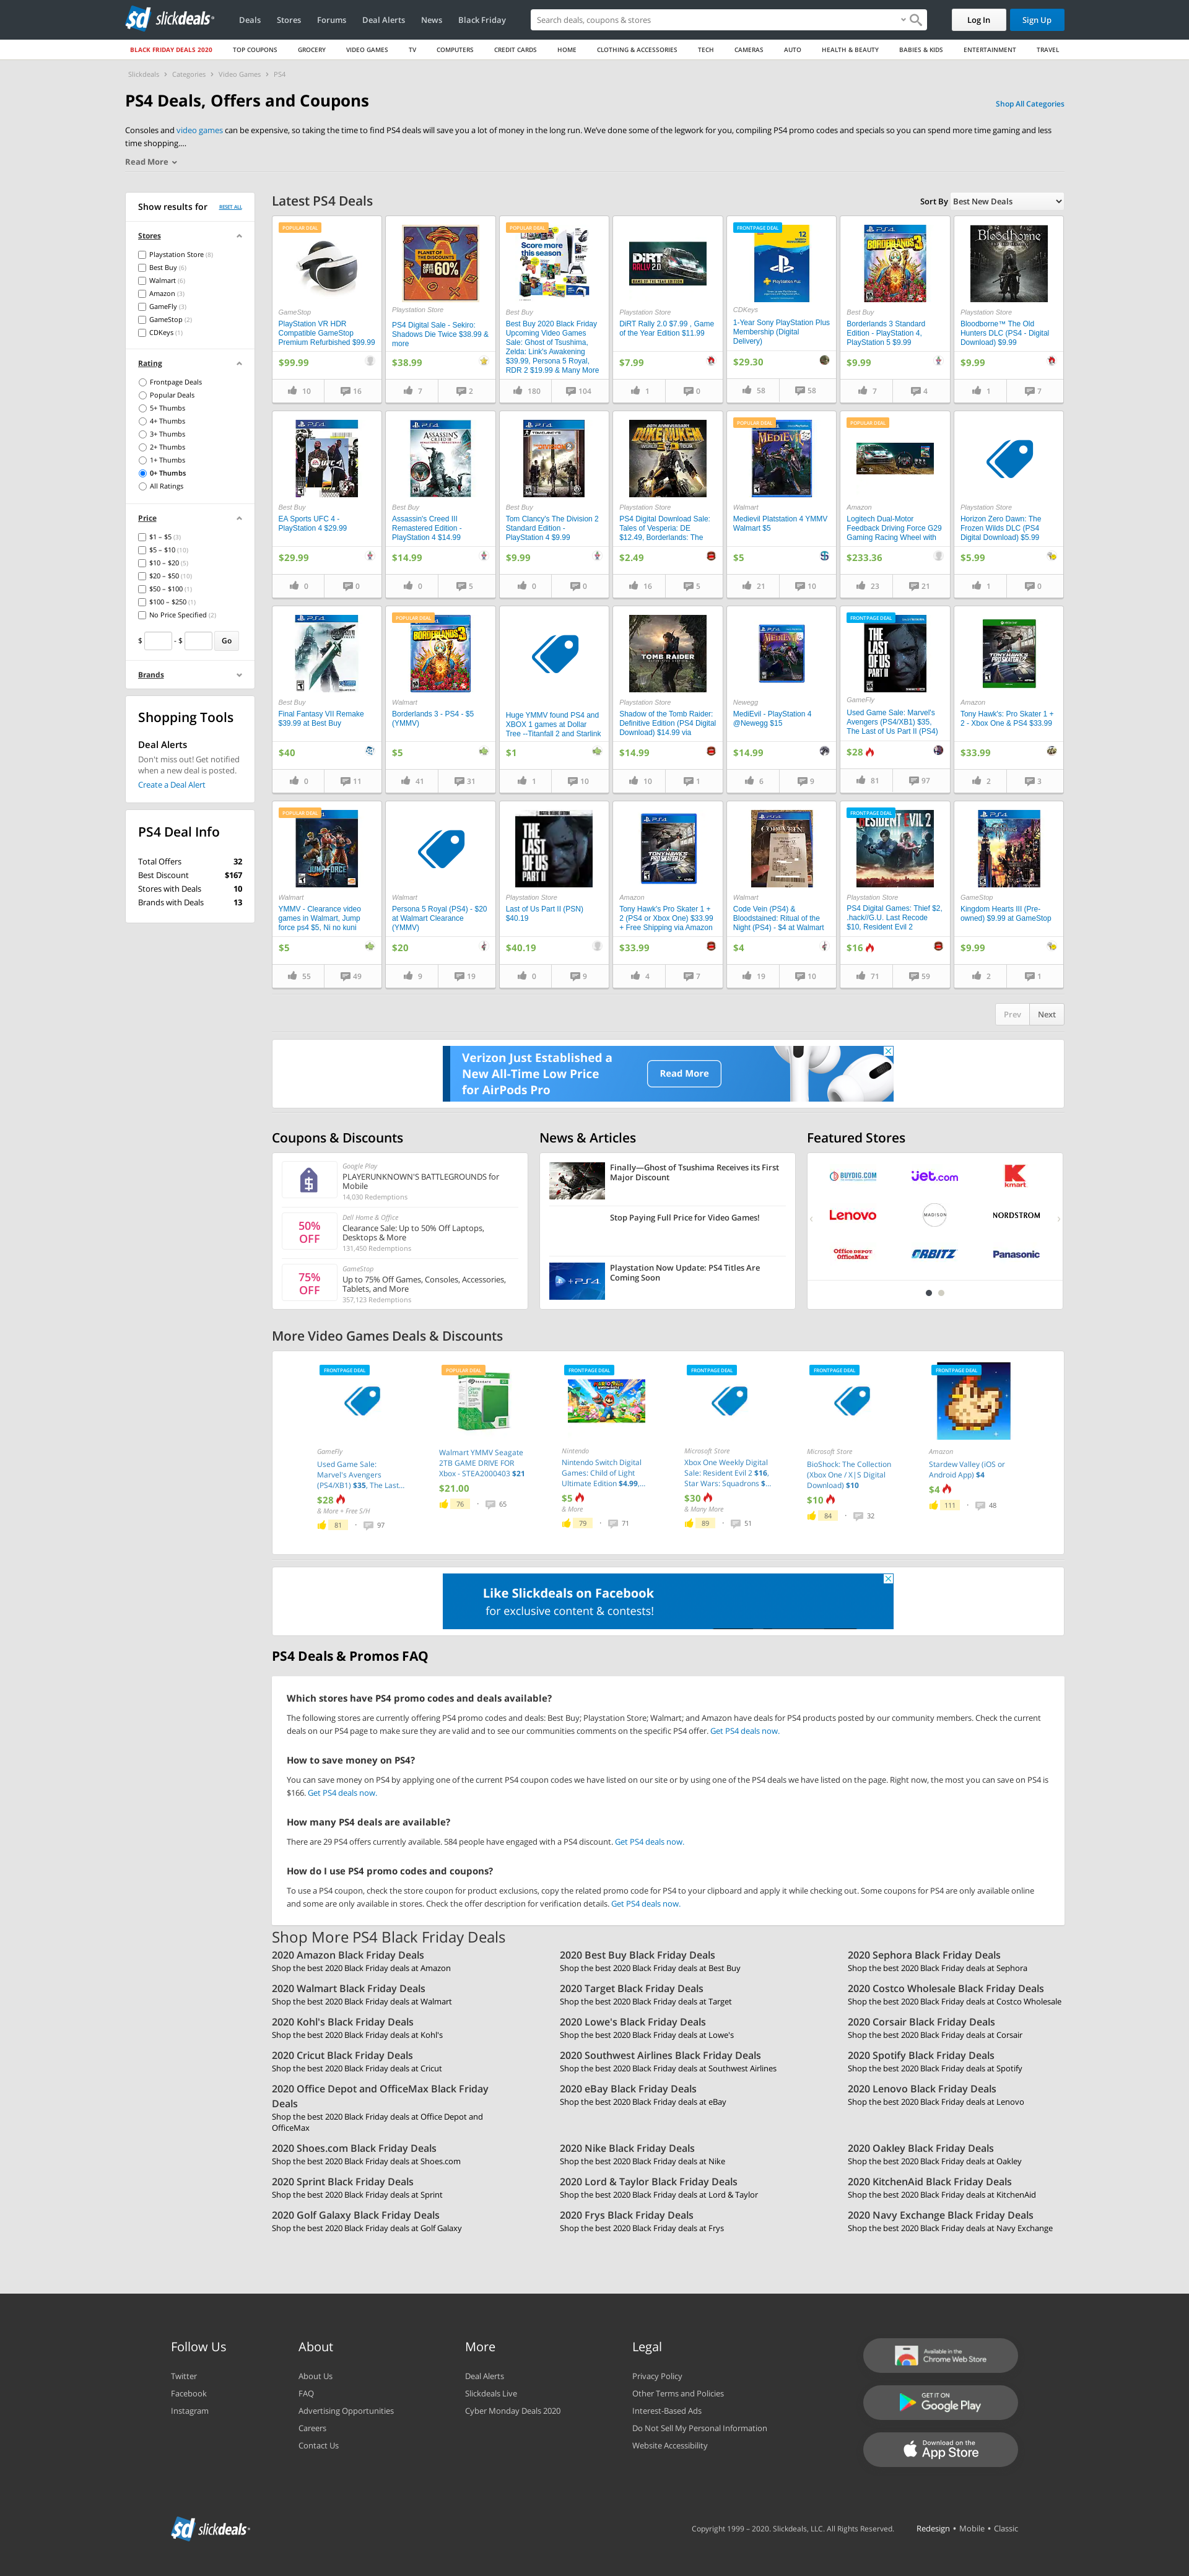 sd slickdeals
Deals
Stores
Forums
Deal Alerts
News
Black Friday
Search deals, coupons & stores
Log In
Sign Up
BLACK FRIDAY DEALS 2020
TOP COUPONS
GROCERY
VIDEO GAMES
TV
COMPUTERS
CREDIT CARDS
HOME
CLOTHING & ACCESSORIES
TECH
CAMERAS
AUTO
HEALTH & BEAUTY
BABIES & KIDS
ENTERTAINMENT
TRAVEL
Slickdeals > Categories > Video Games > PS4
PS4 Deals, Offers and Coupons
Shop All Categories
Consoles and video games can be expensive, so taking the time to find PS4 deals will save you a lot of money in the long run. We've done some of the legwork for you, compiling PS4 promo codes and specials so you can spend more time gaming and less
time shopping....
Read More
Show results for
RESET ALL
Stores
Playstation Store (8)
Best Buy (6)
Walmart (6)
Amazon (3)
GameFly (3)
GameStop (2)
CDKeys (1)
Rating
Frontpage Deals
Popular Deals
5+ Thumbs
4+ Thumbs
3+ Thumbs
2+ Thumbs
1+ Thumbs
0+ Thumbs
All Ratings
Price
$1 – $5 (3)
$5 – $10 (10)
$10 – $20 (5)
$20 – $50 (10)
$50 – $100 (1)
$100 – $250 (1)
No Price Specified (2)
$ - $ Go
Brands
Shopping Tools
Deal Alerts
Don't miss out! Get notified
when a new deal is posted.
Create a Deal Alert
PS4 Deal Info
Total Offers 32
Best Discount $167
Stores with Deals 10
Brands with Deals 13
Latest PS4 Deals
Sort By Best New Deals
POPULAR DEAL
GameStop
PlayStation VR HDR
Compatible GameStop
Premium Refurbished $99.99
$99.99
10 16
PLANET OF THE DISCOUNTS
SAVE UP TO 60%
Playstation Store
PS4 Digital Sale - Sekiro:
Shadows Die Twice $38.99 &
more
$38.99
7 2
POPULAR DEAL
Score more
this season
Best Buy
Best Buy 2020 Black Friday
Upcoming Video Games
Sale: Ghost of Tsushima,
Zelda: Link's Awakening
$39.99, Persona 5 Royal,
RDR 2 $19.99 & Many More
180 104
DIRT
RALLY 2.0
Playstation Store
DiRT Rally 2.0 $7.99 , Game
of the Year Edition $11.99
$7.99
1 0
FRONTPAGE DEAL
12
PlayStation Plus
CDKeys
1-Year Sony PlayStation Plus
Membership (Digital
Delivery)
$29.30
58 58
BORDERLANDS 3
Best Buy
Borderlands 3 Standard
Edition - PlayStation 4,
PlayStation 5 $9.99
$9.99
7 4
Bloodborne
Playstation Store
Bloodborne™ The Old
Hunters DLC (PS4 - Digital
Download) $9.99
$9.99
1 7
PS4
UFC 4
Best Buy
EA Sports UFC 4 -
PlayStation 4 $29.99
$29.99
0 0
PS4
ASSASSIN'S CREED III
Best Buy
Assassin's Creed III
Remastered Edition -
PlayStation 4 $14.99
$14.99
0 5
PS4
Best Buy
Tom Clancy's The Division 2
Standard Edition -
PlayStation 4 $9.99
$9.99
0 0
20TH ANNIVERSARY
DUKE NUKEM
WORLD TOUR
Playstation Store
PS4 Digital Download Sale:
Tales of Vesperia: DE
$12.49, Borderlands: The
$2.49
16 5
POPULAR DEAL
MEDIEVIL
Walmart
Medievil Platstation 4 YMMV
Walmart $5
$5
21 10
POPULAR DEAL
Amazon
Logitech Dual-Motor
Feedback Driving Force G29
Gaming Racing Wheel with
$233.36
23 21
Playstation Store
Horizon Zero Dawn: The
Frozen Wilds DLC (PS4
Digital Download) $5.99
$5.99
1 0
PS4
Best Buy
Final Fantasy VII Remake
$39.99 at Best Buy
$40
0 11
POPULAR DEAL
BORDERLANDS 3
Walmart
Borderlands 3 - PS4 - $5
(YMMV)
$5
41 31
Huge YMMV found PS4 and
XBOX 1 games at Dollar
Tree --Titanfall 2 and Starlink
$1
1 10
TOMB RAIDER
Playstation Store
Shadow of the Tomb Raider:
Definitive Edition (PS4 Digital
Download) $14.99 via
$14.99
10 1
PS4
MEDIEVIL
Newegg
MediEvil - PlayStation 4
@Newegg $15
$14.99
6 9
FRONTPAGE DEAL
THE LAST
OF US
PART II
GameFly
Used Game Sale: Marvel's
Avengers (PS4/XB1) $35,
The Last of Us Part II (PS4)
$28
81 97
TONY HAWK'S
PRO SKATER 1+2
Amazon
Tony Hawk's: Pro Skater 1 +
2 - Xbox One & PS4 $33.99
$33.99
2 3
POPULAR DEAL
JUMP FORCE
Walmart
YMMV - Clearance video
games in Walmart, Jump
force ps4 $5, Ni no kuni
$5
55 49
Walmart
Persona 5 Royal (PS4) - $20
at Walmart Clearance
(YMMV)
$20
9 19
THE LAST
OF US
PART II
Playstation Store
Last of Us Part II (PSN)
$40.19
$40.19
0 9
PS4
TONY HAWK'S
PRO SKATER 1+2
Amazon
Tony Hawk's Pro Skater 1 +
2 (PS4 or Xbox One) $33.99
+ Free Shipping via Amazon
$33.99
4 7
PS4
CODE VEIN
Walmart
Code Vein (PS4) &
Bloodstained: Ritual of the
Night (PS4) - $4 at Walmart
$4
19 10
FRONTPAGE DEAL
RESIDENT EVIL 2
Playstation Store
PS4 Digital Games: Thief $2,
.hack//G.U. Last Recode
$10, Resident Evil 2
$16
71 59
PS4
GameStop
Kingdom Hearts III (Pre-
owned) $9.99 at GameStop
$9.99
2 1
Prev Next
Verizon Just Established a
New All-Time Low Price
for AirPods Pro
Read More
Coupons & Discounts
Google Play
PLAYERUNKNOWN'S BATTLEGROUNDS for
Mobile
14,030 Redemptions
50%
OFF
Dell Home & Office
Clearance Sale: Up to 50% Off Laptops,
Desktops & More
131,450 Redemptions
75%
OFF
GameStop
Up to 75% Off Games, Consoles, Accessories,
Tablets, and More
357,123 Redemptions
News & Articles
Finally—Ghost of Tsushima Receives its First
Major Discount
Stop Paying Full Price for Video Games!
+ PS4
Playstation Now Update: PS4 Titles Are
Coming Soon
Featured Stores
BUYDIG.COM
Jet.com
Kmart
Lenovo
MADISON
NORDSTROM
Office DEPOT
OfficeMax
ORBITZ
Panasonic
More Video Games Deals & Discounts
FRONTPAGE DEAL
GameFly
Used Game Sale:
Marvel's Avengers
(PS4/XB1) $35, The Last...
$28
& More + Free S/H
81 · 97
POPULAR DEAL
Walmart YMMV Seagate
2TB GAME DRIVE FOR
Xbox - STEA2000403 $21
$21.00
76 · 65
FRONTPAGE DEAL
Nintendo
Nintendo Switch Digital
Games: Child of Light
Ultimate Edition $4.99,...
$5
& More
79 · 71
FRONTPAGE DEAL
Microsoft Store
Xbox One Weekly Digital
Sale: Resident Evil 2 $16,
Star Wars: Squadrons $...
$30
& Many More
89 · 51
FRONTPAGE DEAL
Microsoft Store
BioShock: The Collection
(Xbox One / X|S Digital
Download) $10
$10
84 · 32
FRONTPAGE DEAL
Amazon
Stardew Valley (iOS or
Android App) $4
$4
111 · 48
Like Slickdeals on Facebook
for exclusive content & contests!
PS4 Deals & Promos FAQ
Which stores have PS4 promo codes and deals available?
The following stores are currently offering PS4 promo codes and deals: Best Buy; Playstation Store; Walmart; and Amazon have deals for PS4 products posted by our community members. Check the current
deals on our PS4 page to make sure they are valid and to see our communities comments on the specific PS4 offer. Get PS4 deals now.
How to save money on PS4?
You can save money on PS4 by applying one of the current PS4 coupon codes we have listed on our site or by using one of the PS4 deals we have listed on the page. Right now, the most you can save on PS4 is
$166. Get PS4 deals now.
How many PS4 deals are available?
There are 29 PS4 offers currently available. 584 people have engaged with a PS4 discount. Get PS4 deals now.
How do I use PS4 promo codes and coupons?
To use a PS4 coupon, check the store coupon for product exclusions, copy the related promo code for PS4 to your clipboard and apply it while checking out. Some coupons for PS4 are only available online
and some are only available in stores. Check the offer description for verification details. Get PS4 deals now.
Shop More PS4 Black Friday Deals
2020 Amazon Black Friday Deals
Shop the best 2020 Black Friday deals at Amazon
2020 Best Buy Black Friday Deals
Shop the best 2020 Black Friday deals at Best Buy
2020 Sephora Black Friday Deals
Shop the best 2020 Black Friday deals at Sephora
2020 Walmart Black Friday Deals
Shop the best 2020 Black Friday deals at Walmart
2020 Target Black Friday Deals
Shop the best 2020 Black Friday deals at Target
2020 Costco Wholesale Black Friday Deals
Shop the best 2020 Black Friday deals at Costco Wholesale
2020 Kohl's Black Friday Deals
Shop the best 2020 Black Friday deals at Kohl's
2020 Lowe's Black Friday Deals
Shop the best 2020 Black Friday deals at Lowe's
2020 Corsair Black Friday Deals
Shop the best 2020 Black Friday deals at Corsair
2020 Cricut Black Friday Deals
Shop the best 2020 Black Friday deals at Cricut
2020 Southwest Airlines Black Friday Deals
Shop the best 2020 Black Friday deals at Southwest Airlines
2020 Spotify Black Friday Deals
Shop the best 2020 Black Friday deals at Spotify
2020 Office Depot and OfficeMax Black Friday
Deals
Shop the best 2020 Black Friday deals at Office Depot and
OfficeMax
2020 eBay Black Friday Deals
Shop the best 2020 Black Friday deals at eBay
2020 Lenovo Black Friday Deals
Shop the best 2020 Black Friday deals at Lenovo
2020 Shoes.com Black Friday Deals
Shop the best 2020 Black Friday deals at Shoes.com
2020 Nike Black Friday Deals
Shop the best 2020 Black Friday deals at Nike
2020 Oakley Black Friday Deals
Shop the best 2020 Black Friday deals at Oakley
2020 Sprint Black Friday Deals
Shop the best 2020 Black Friday deals at Sprint
2020 Lord & Taylor Black Friday Deals
Shop the best 2020 Black Friday deals at Lord & Taylor
2020 KitchenAid Black Friday Deals
Shop the best 2020 Black Friday deals at KitchenAid
2020 Golf Galaxy Black Friday Deals
Shop the best 2020 Black Friday deals at Golf Galaxy
2020 Frys Black Friday Deals
Shop the best 2020 Black Friday deals at Frys
2020 Navy Exchange Black Friday Deals
Shop the best 2020 Black Friday deals at Navy Exchange
Follow Us
Twitter
Facebook
Instagram
About
About Us
FAQ
Advertising Opportunities
Careers
Contact Us
More
Deal Alerts
Slickdeals Live
Cyber Monday Deals 2020
Legal
Privacy Policy
Other Terms and Policies
Interest-Based Ads
Do Not Sell My Personal Information
Website Accessibility
Available in the
Chrome Web Store
GET IT ON
Google Play
Download on the
App Store
sd slickdeals
Copyright 1999 – 2020. Slickdeals, LLC. All Rights Reserved.
Redesign • Mobile • Classic